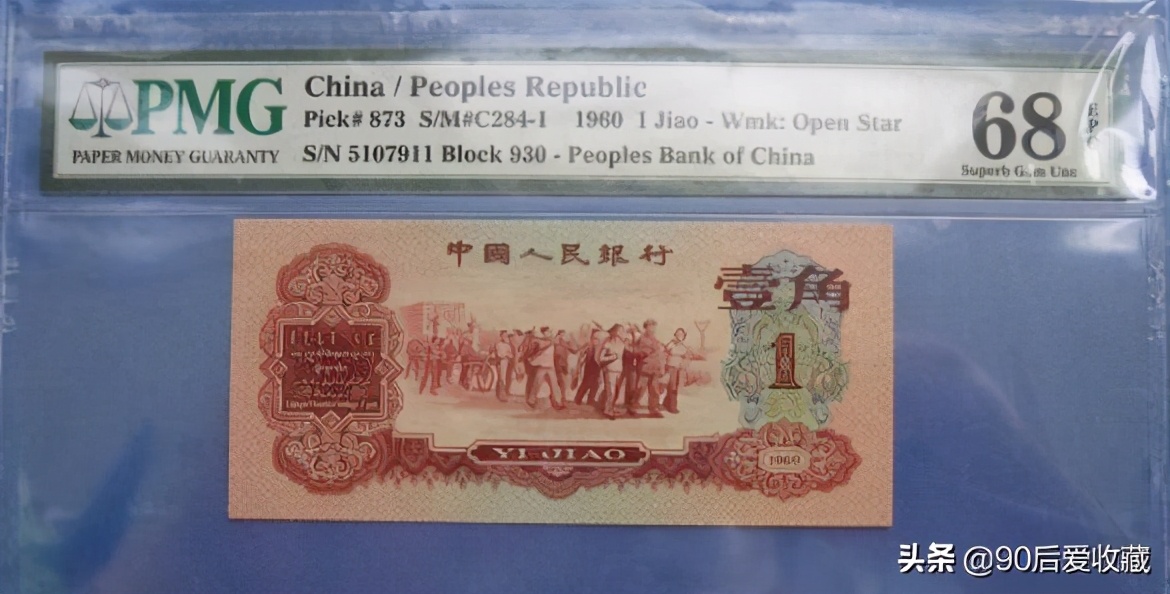 PMG
PAPER MONEY GUARANTY
China / Peoples Republic
Pick# 873 S/M#C284-1 1960 1 Jiao - Wmk: Open Star
S/N 5107911 Block 930 - Peoples Bank of China
68
Superb Gem Unc
中國人民銀行
壹角
1
YI JIAO
头条 @90后爱收藏